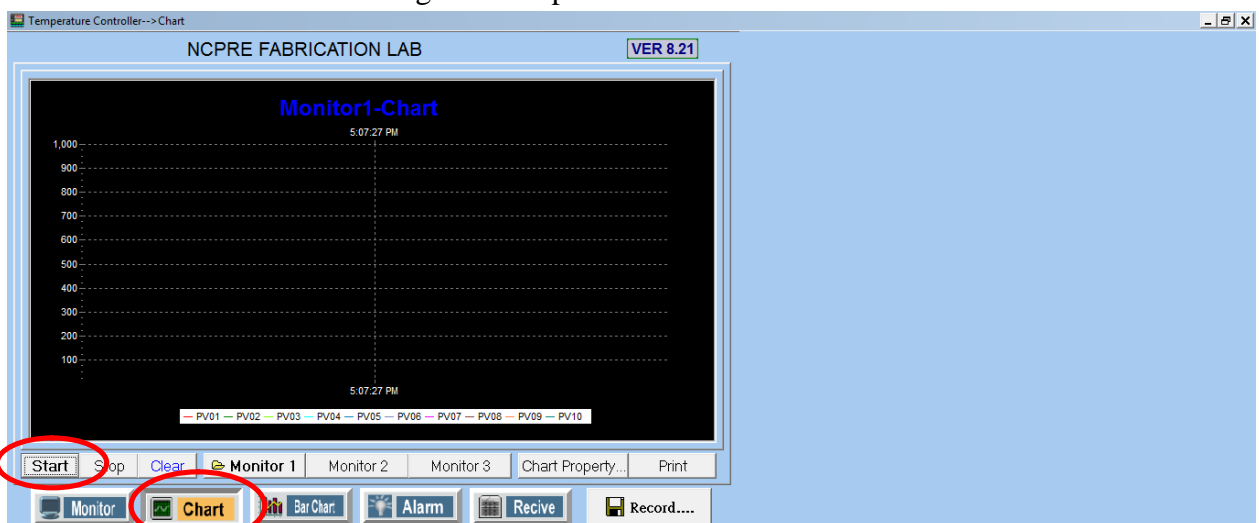 Temperature Controller-->Chart
NCPRE FABRICATION LAB VER 8.21
Monitor1-Chart
5:07:27 PM
1,000
900
800
700
600
500
400
300
200
100
5:07:27 PM
PV01 PV02 PV03 PV04 PV05 PV06 PV07 PV08 PV09 PV10
Start Stop Clear Monitor 1 Monitor 2 Monitor 3 Chart Property... Print
Monitor Chart Bar Chart Alarm Recive Record....